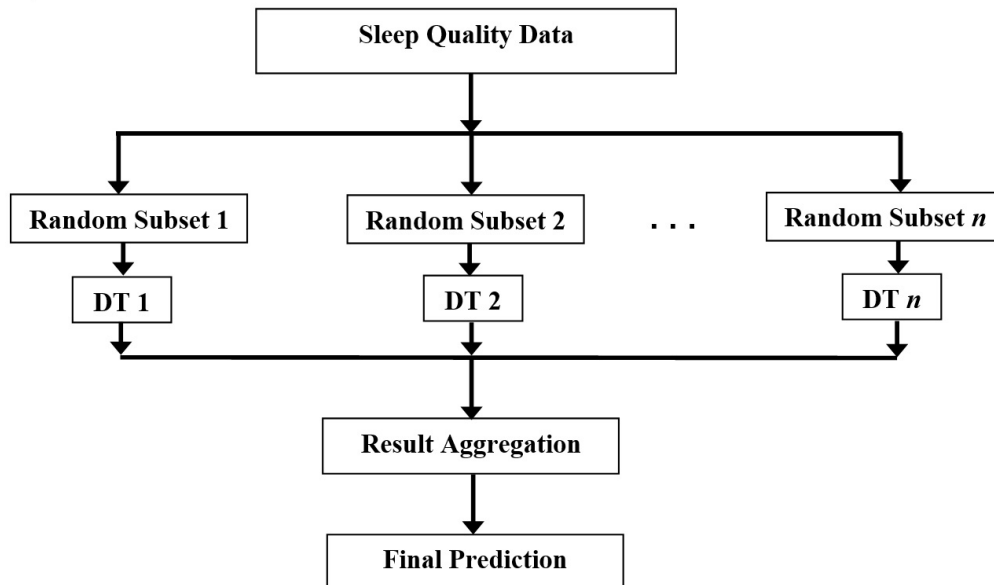 Sleep Quality Data
Random Subset 1
Random Subset 2
. . .
Random Subset n
DT 1
DT 2
DT n
Result Aggregation
Final Prediction